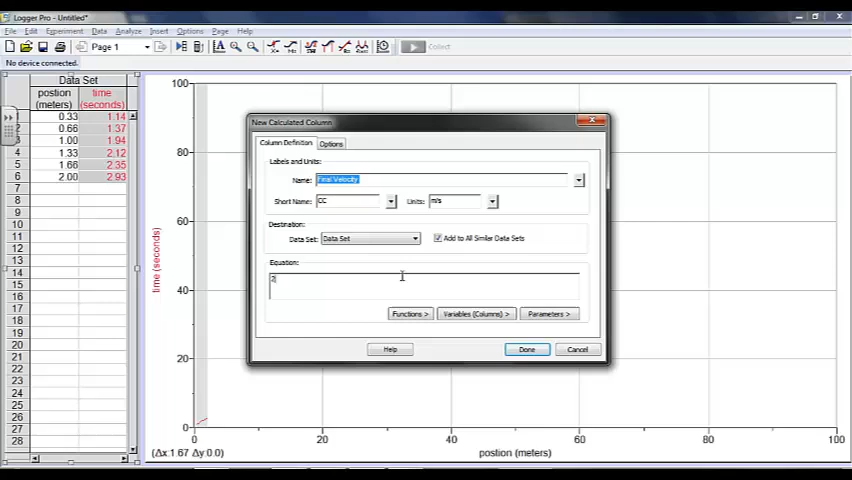 Logger Pro - Untitled*
File Edit Experiment Data Analyze Insert Options Page Help
Page 1
Collect
No device connected.
Data Set
postion (meters) time (seconds)
1 0.33 1.14
2 0.66 1.37
3 1.00 1.94
4 1.33 2.12
5 1.66 2.35
6 2.00 2.93
7
8
9
10
11
12
13
14
15
16
17
18
19
20
21
22
23
24
25
26
27
28
New Calculated Column
Column Definition Options
Labels and Units:
Name: Final Velocity
Short Name: CC Units: m/s
Destination:
Data Set: Data Set Add to All Similar Data Sets
Equation:
2
Functions > Variables (Columns) > Parameters >
Help Done Cancel
100
80
60
40
20
0
time (seconds)
0 20 40 60 80 100
(Δx:1.67 Δy:0.0) postion (meters)